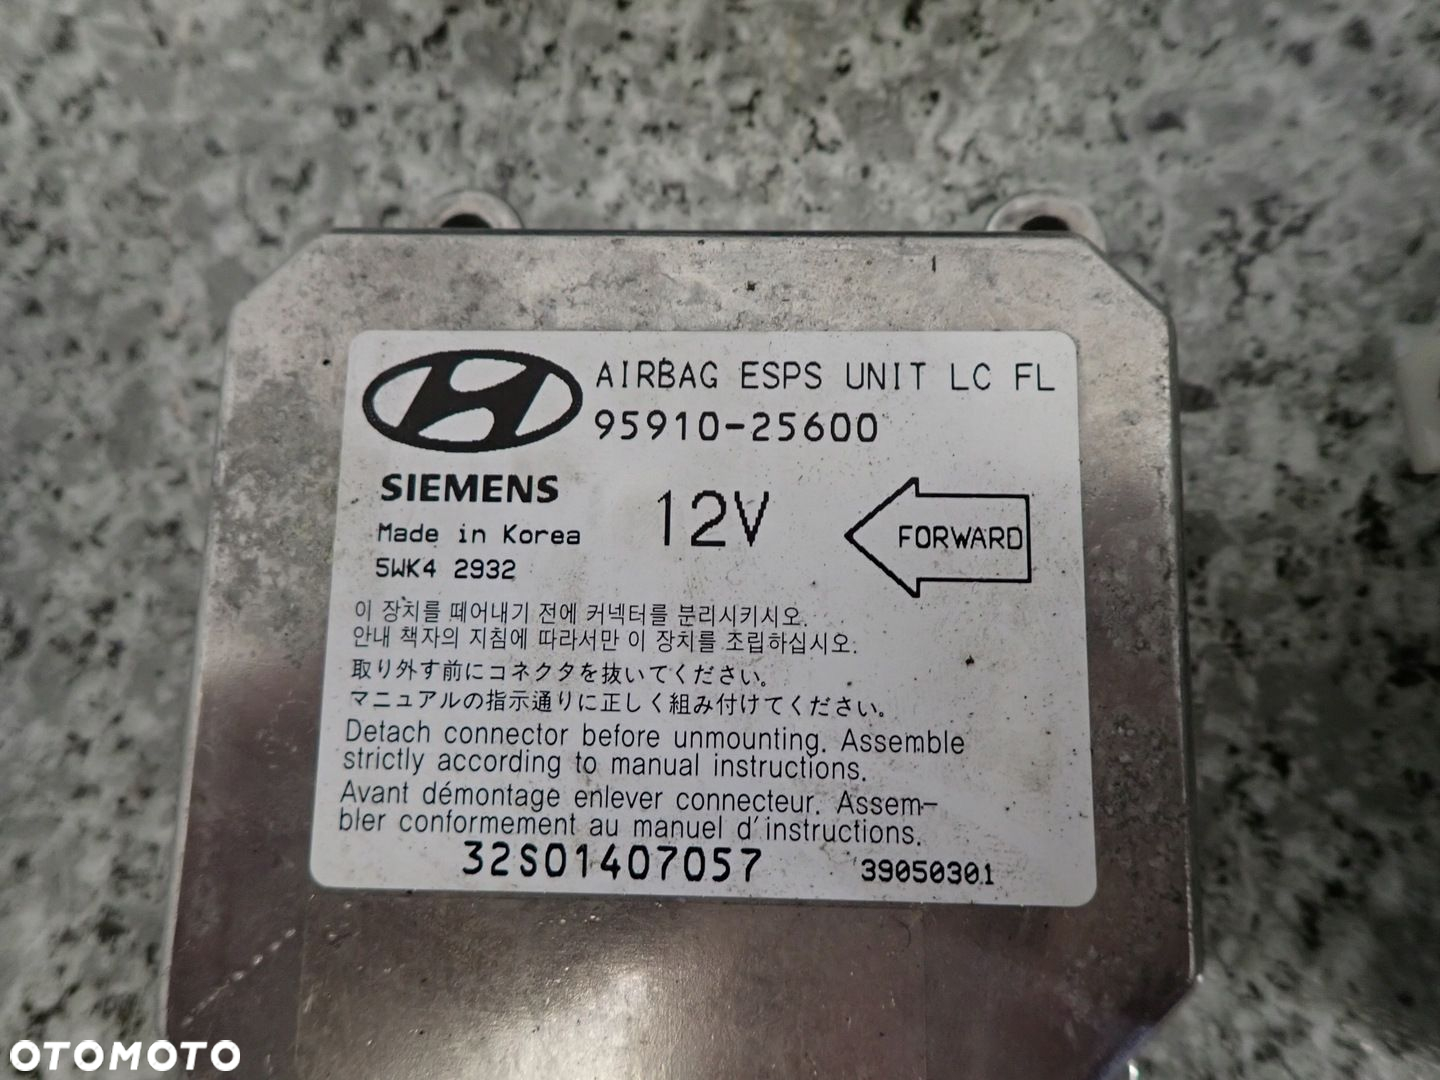 AIRBAG ESPS UNIT LC FL
95910-25600
SIEMENS
12V
FORWARD
Made in Korea
5WK4 2932
이 장치를 떼어내기 전에 커넥터를 분리시키시오.
안내 책자의 지침에 따라서만 이 장치를 조립하십시오.
取り外す前にコネクタを抜いてください。
マニュアルの指示通りに正しく組み付けてください。
Detach connector before unmounting. Assemble
strictly according to manual instructions.
Avant démontage enlever connecteur. Assem-
bler conformement au manuel d'instructions.
32S01407057
39050301
OTOMOTO